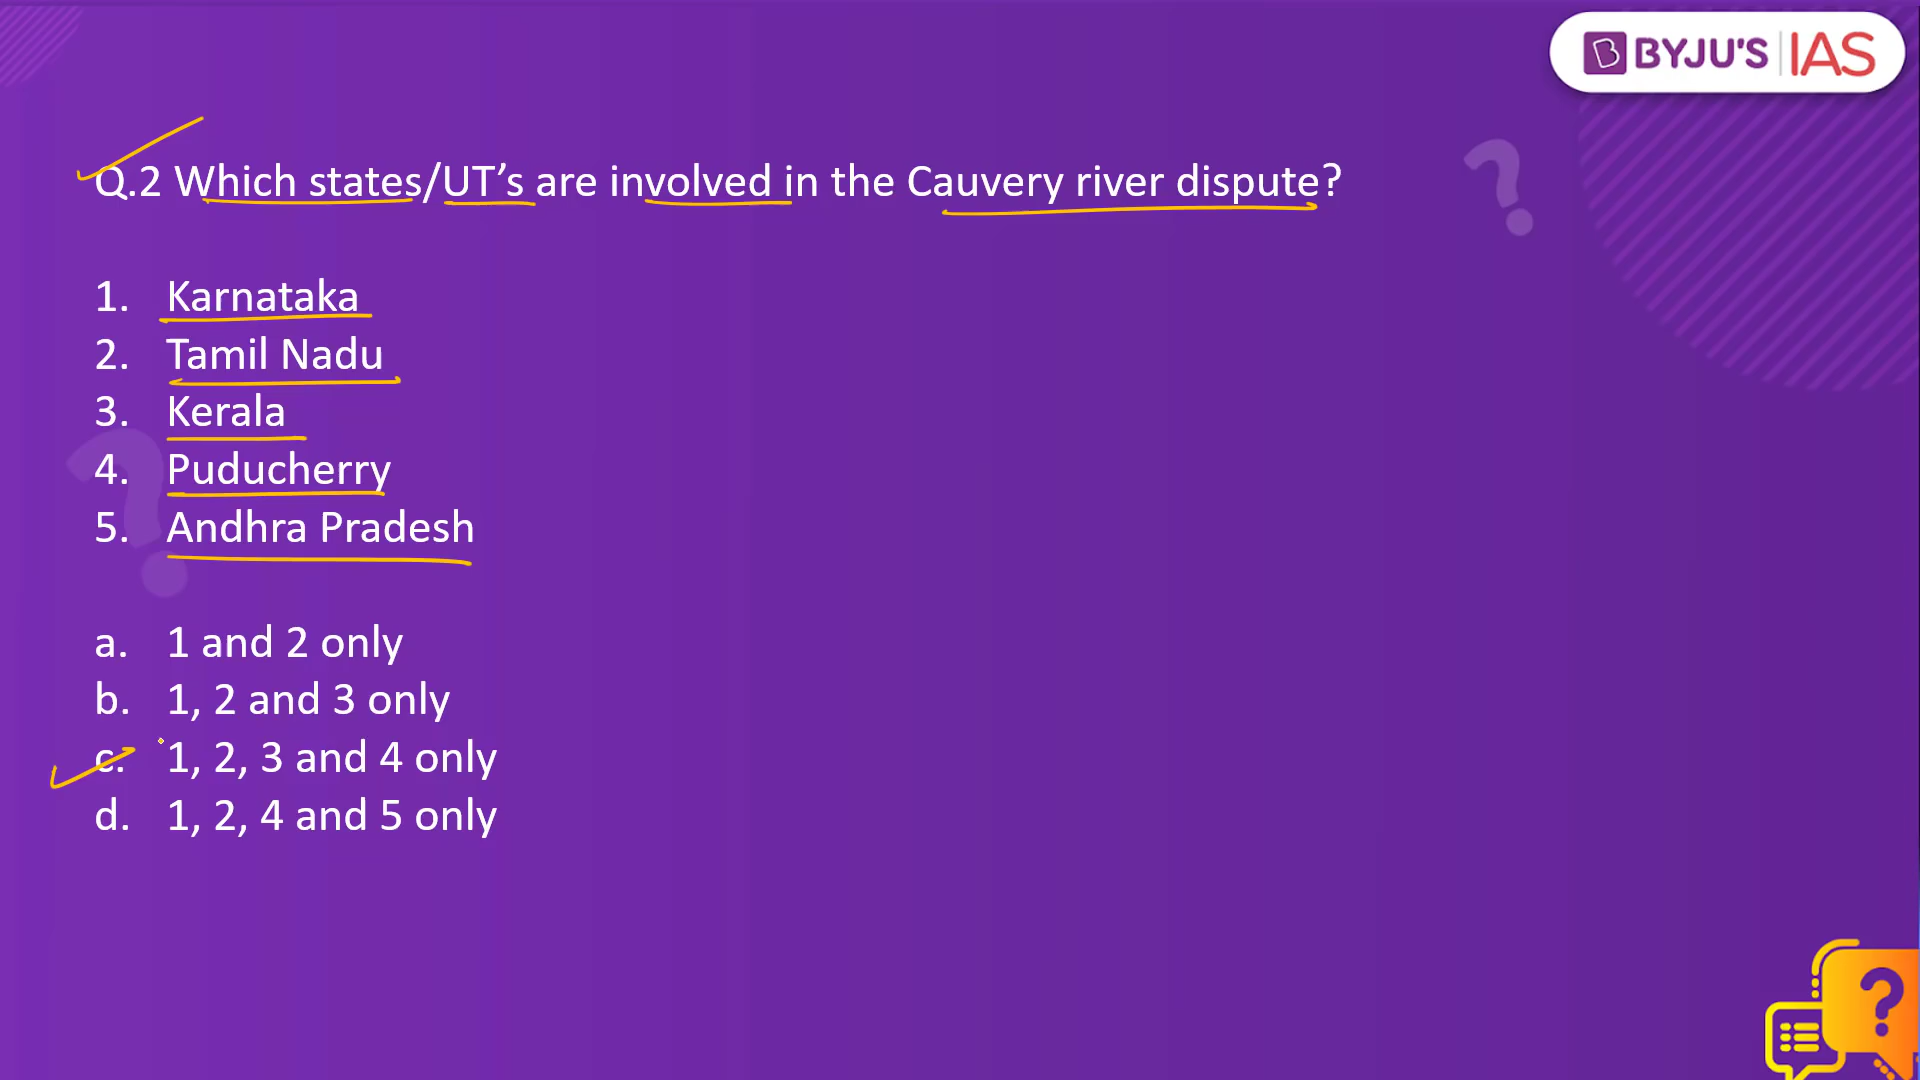 BYJU'S IAS
Q.2 Which states/UT’s are involved in the Cauvery river dispute?
1. Karnataka
2. Tamil Nadu
3. Kerala
4. Puducherry
5. Andhra Pradesh
a. 1 and 2 only
b. 1, 2 and 3 only
c. 1, 2, 3 and 4 only
d. 1, 2, 4 and 5 only